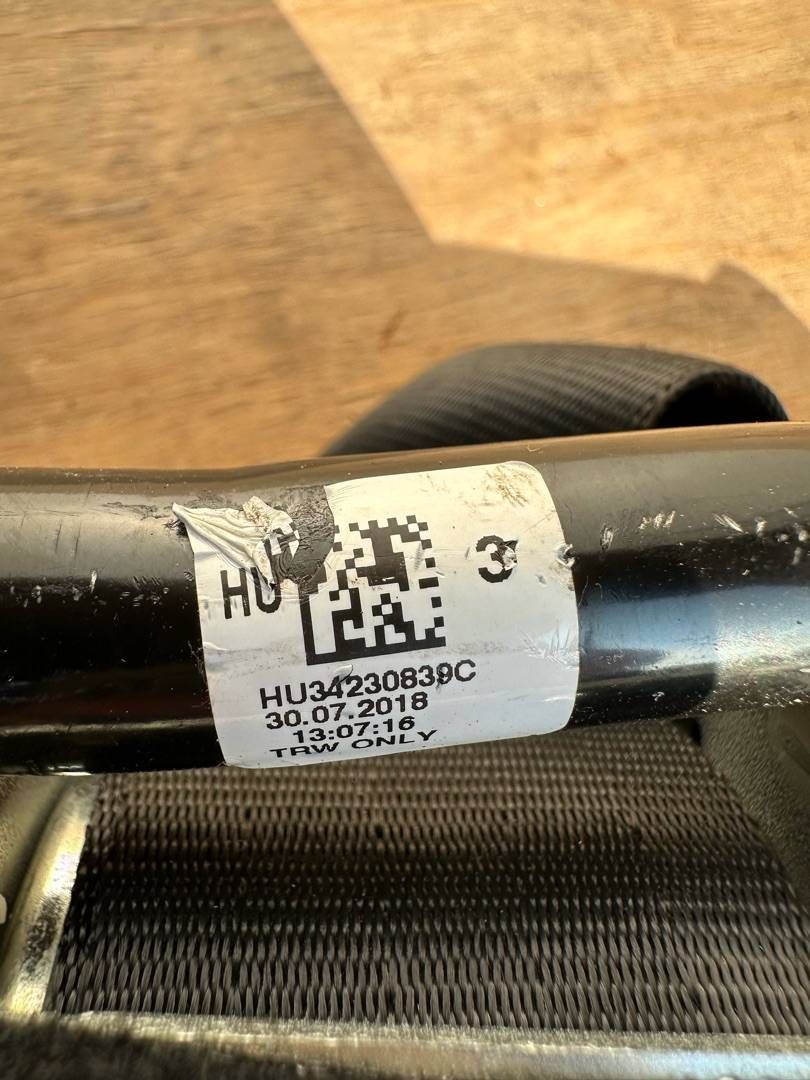 HU
3
HU34230839C
30.07.2018
13:07:16
TRW ONLY